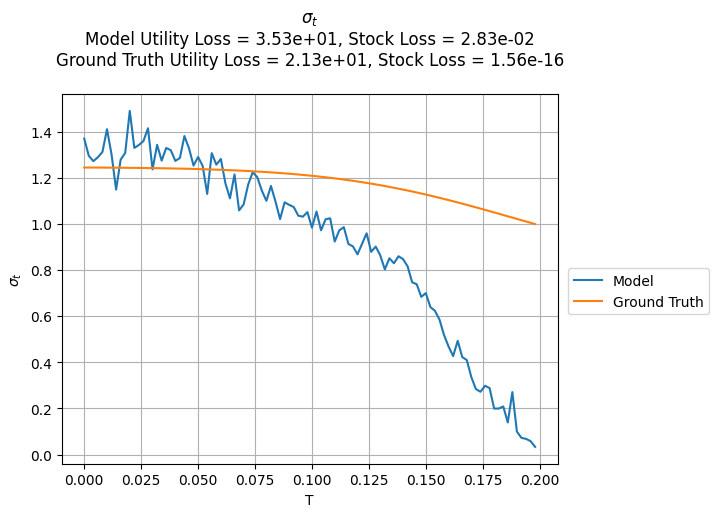 σ_t
Model Utility Loss = 3.53e+01, Stock Loss = 2.83e-02
Ground Truth Utility Loss = 2.13e+01, Stock Loss = 1.56e-16
1.4
1.2
1.0
0.8
0.6
0.4
0.2
0.0
σ_t
0.000 0.025 0.050 0.075 0.100 0.125 0.150 0.175 0.200
T
Model
Ground Truth